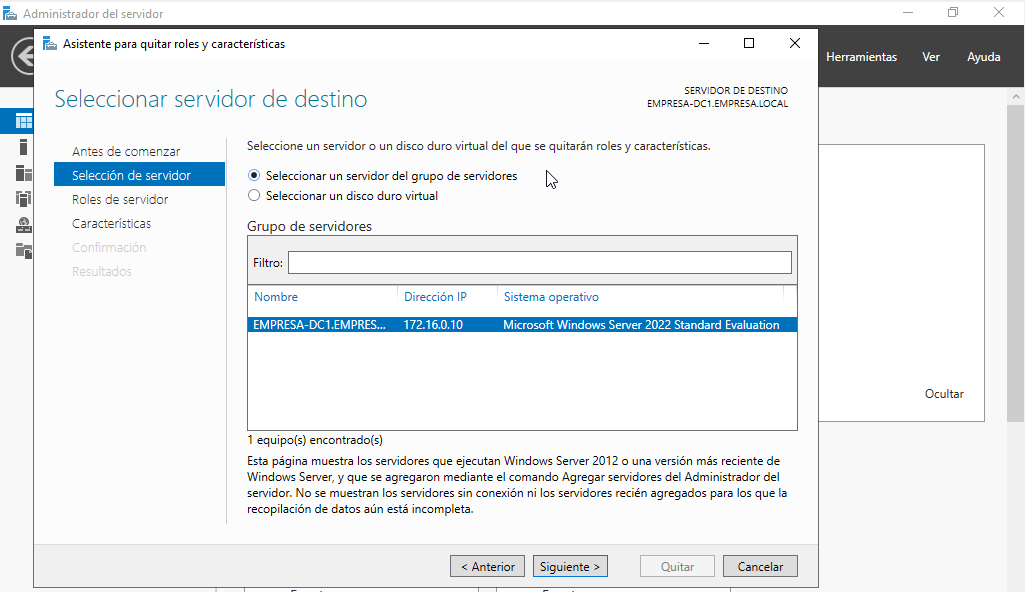 Administrador del servidor
Asistente para quitar roles y características
Herramientas Ver Ayuda
Seleccionar servidor de destino
SERVIDOR DE DESTINO
EMPRESA-DC1.EMPRESA.LOCAL
Antes de comenzar
Selección de servidor
Roles de servidor
Características
Confirmación
Resultados
Seleccione un servidor o un disco duro virtual del que se quitarán roles y características.
Seleccionar un servidor del grupo de servidores
Seleccionar un disco duro virtual
Grupo de servidores
Filtro:
Nombre Dirección IP Sistema operativo
EMPRESA-DC1.EMPRES... 172.16.0.10 Microsoft Windows Server 2022 Standard Evaluation
1 equipo(s) encontrado(s)
Esta página muestra los servidores que ejecutan Windows Server 2012 o una versión más reciente de
Windows Server, y que se agregaron mediante el comando Agregar servidores del Administrador del
servidor. No se muestran los servidores sin conexión ni los servidores recién agregados para los que la
recopilación de datos aún está incompleta.
Ocultar
< Anterior Siguiente > Quitar Cancelar